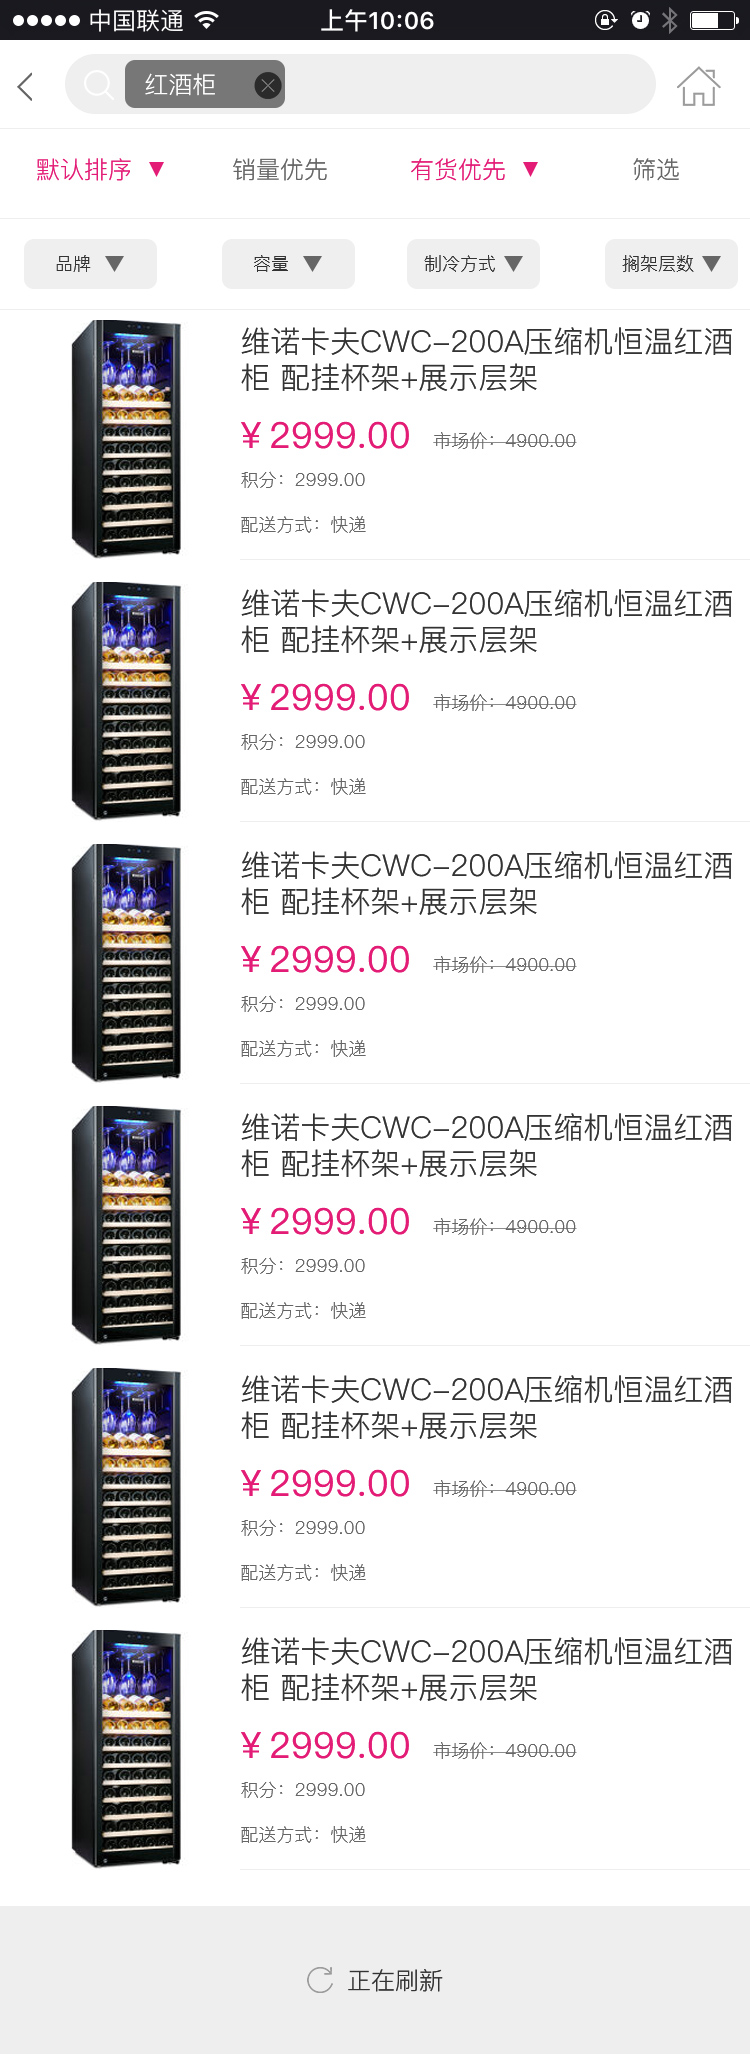 中国联通 上午10:06
红酒柜
默认排序 ▼ 销量优先 有货优先 ▼ 筛选
品牌 ▼ 容量 ▼ 制冷方式 ▼ 搁架层数 ▼
维诺卡夫CWC-200A压缩机恒温红酒
柜 配挂杯架+展示层架
¥ 2999.00 市场价：4900.00
积分：2999.00
配送方式：快递
维诺卡夫CWC-200A压缩机恒温红酒
柜 配挂杯架+展示层架
¥ 2999.00 市场价：4900.00
积分：2999.00
配送方式：快递
维诺卡夫CWC-200A压缩机恒温红酒
柜 配挂杯架+展示层架
¥ 2999.00 市场价：4900.00
积分：2999.00
配送方式：快递
维诺卡夫CWC-200A压缩机恒温红酒
柜 配挂杯架+展示层架
¥ 2999.00 市场价：4900.00
积分：2999.00
配送方式：快递
维诺卡夫CWC-200A压缩机恒温红酒
柜 配挂杯架+展示层架
¥ 2999.00 市场价：4900.00
积分：2999.00
配送方式：快递
维诺卡夫CWC-200A压缩机恒温红酒
柜 配挂杯架+展示层架
¥ 2999.00 市场价：4900.00
积分：2999.00
配送方式：快递
正在刷新